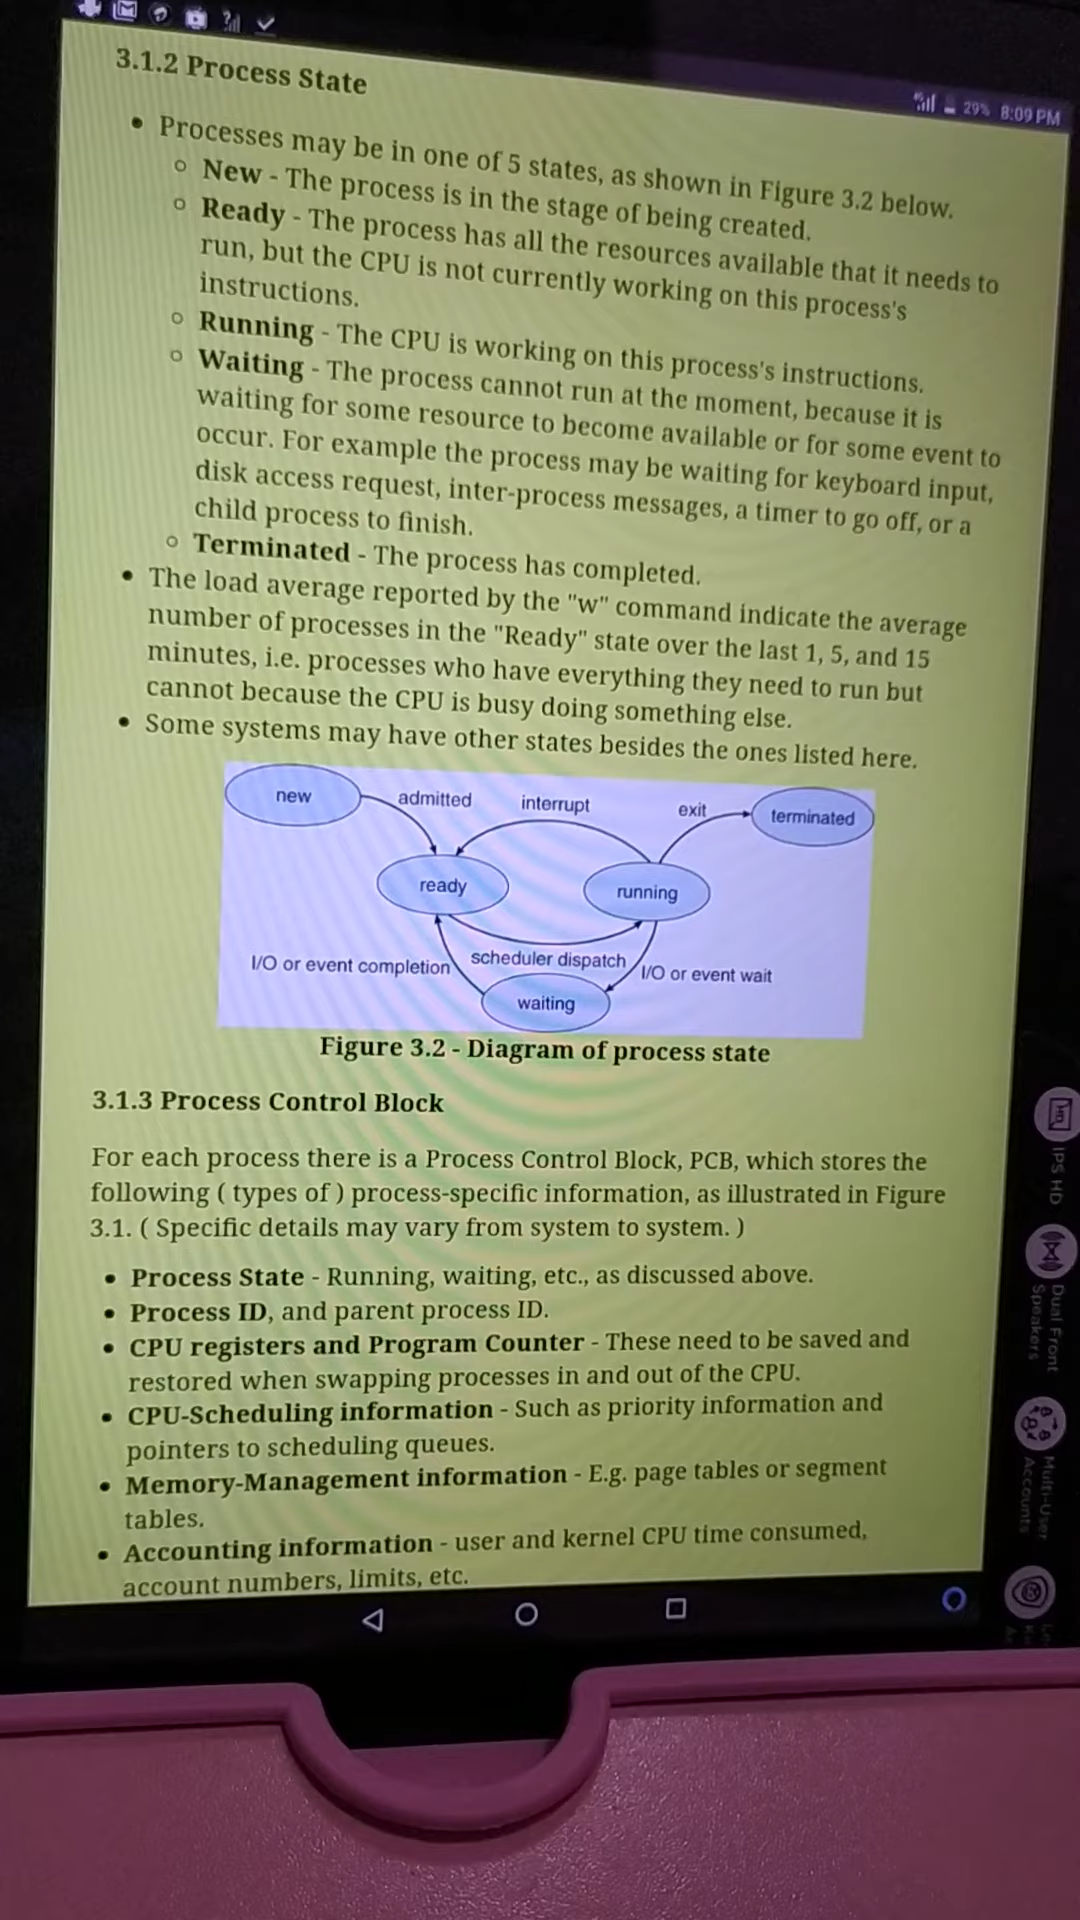 29% 8:09 PM
3.1.2 Process State
• Processes may be in one of 5 states, as shown in Figure 3.2 below.
○ New - The process is in the stage of being created.
○ Ready - The process has all the resources available that it needs to
run, but the CPU is not currently working on this process's
instructions.
○ Running - The CPU is working on this process's instructions.
○ Waiting - The process cannot run at the moment, because it is
waiting for some resource to become available or for some event to
occur. For example the process may be waiting for keyboard input,
disk access request, inter-process messages, a timer to go off, or a
child process to finish.
○ Terminated - The process has completed.
• The load average reported by the "w" command indicate the average
number of processes in the "Ready" state over the last 1, 5, and 15
minutes, i.e. processes who have everything they need to run but
cannot because the CPU is busy doing something else.
• Some systems may have other states besides the ones listed here.
new
admitted
interrupt
exit
terminated
ready
running
I/O or event completion
scheduler dispatch
I/O or event wait
waiting
Figure 3.2 - Diagram of process state
3.1.3 Process Control Block
For each process there is a Process Control Block, PCB, which stores the
following ( types of ) process-specific information, as illustrated in Figure
3.1. ( Specific details may vary from system to system. )
• Process State - Running, waiting, etc., as discussed above.
• Process ID, and parent process ID.
• CPU registers and Program Counter - These need to be saved and
restored when swapping processes in and out of the CPU.
• CPU-Scheduling information - Such as priority information and
pointers to scheduling queues.
• Memory-Management information - E.g. page tables or segment
tables.
• Accounting information - user and kernel CPU time consumed,
account numbers, limits, etc.
HD
IPS HD
Dual Front
Speakers
Multi-User
Accounts